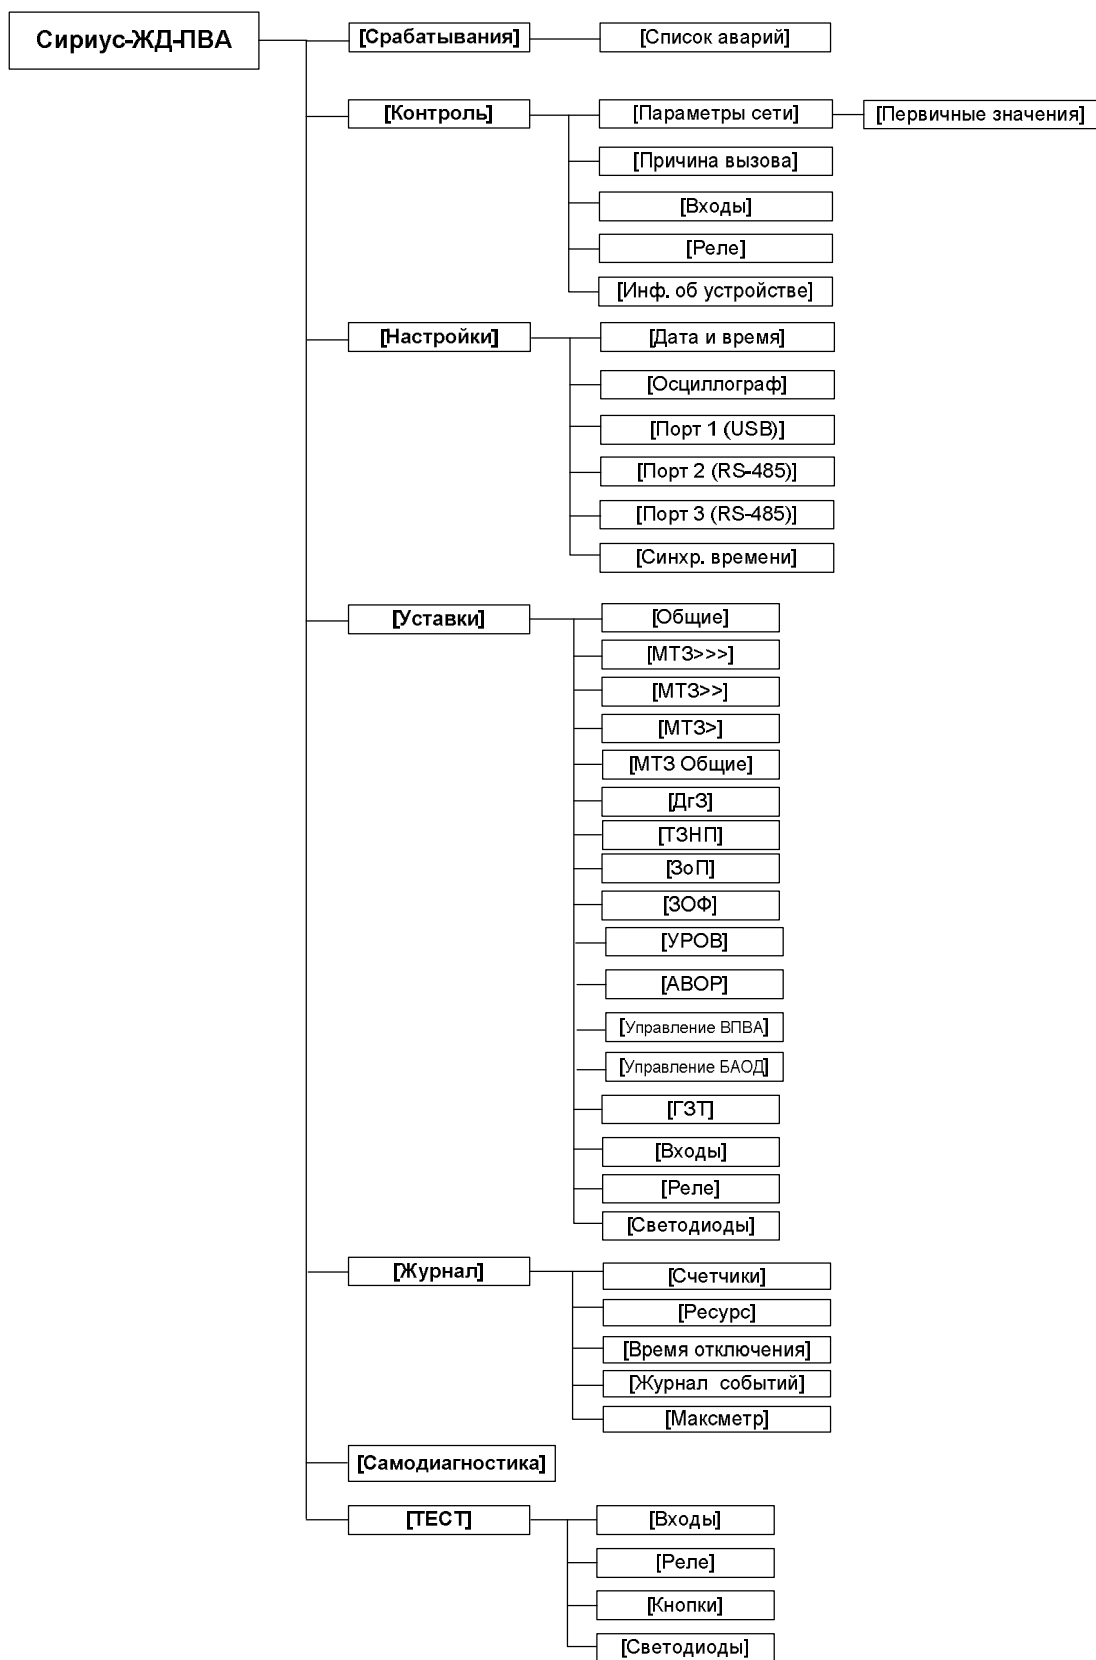 Сириус-ЖД-ПВА
[Срабатывания]
[Список аварий]
[Контроль]
[Параметры сети]
[Первичные значения]
[Причина вызова]
[Входы]
[Реле]
[Инф. об устройстве]
[Настройки]
[Дата и время]
[Осциллограф]
[Порт 1 (USB)]
[Порт 2 (RS-485)]
[Порт 3 (RS-485)]
[Синхр. времени]
[Уставки]
[Общие]
[МТЗ>>>]
[МТЗ>>]
[МТЗ>]
[МТЗ Общие]
[ДгЗ]
[ТЗНП]
[ЗоП]
[ЗОФ]
[УРОВ]
[АВОР]
[Управление ВПВА]
[Управление БАОД]
[ГЗТ]
[Входы]
[Реле]
[Светодиоды]
[Журнал]
[Счетчики]
[Ресурс]
[Время отключения]
[Журнал событий]
[Максметр]
[Самодиагностика]
[ТЕСТ]
[Входы]
[Реле]
[Кнопки]
[Светодиоды]